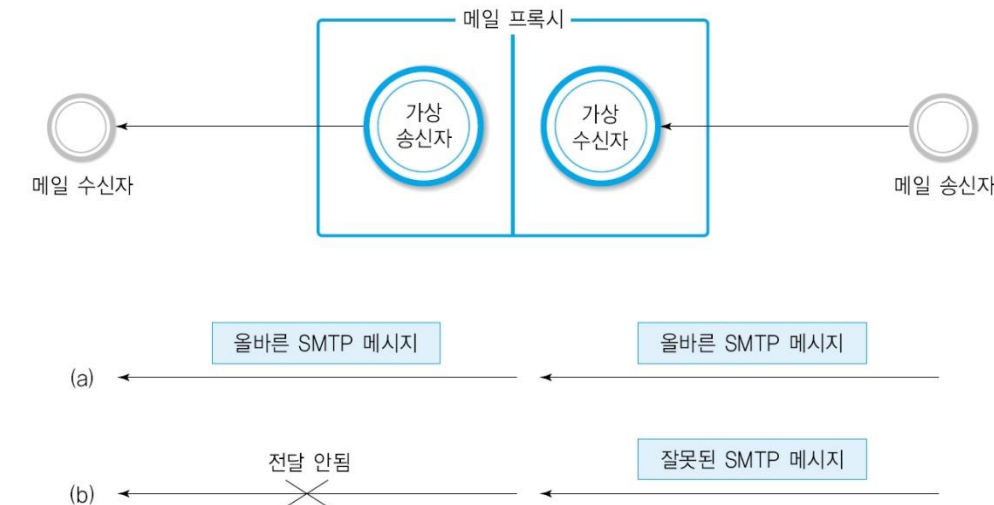 메일 프록시
가상
송신자
가상
수신자
메일 수신자
메일 송신자
올바른 SMTP 메시지
올바른 SMTP 메시지
(a)
전달 안됨
잘못된 SMTP 메시지
(b)